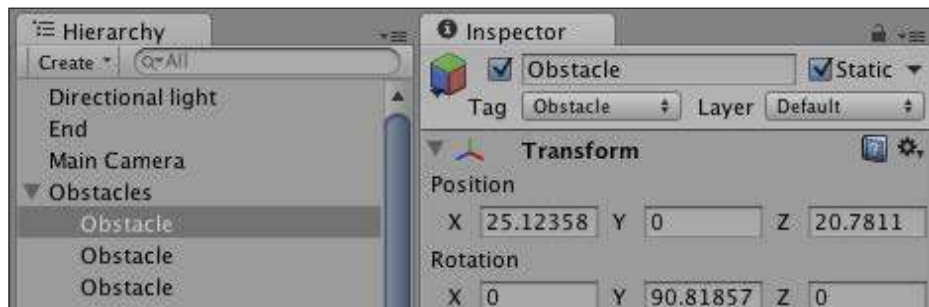 Hierarchy
Create All
Directional light
End
Main Camera
Obstacles
Obstacle
Obstacle
Obstacle
Inspector
Obstacle Static
Tag Obstacle Layer Default
Transform
Position
X 25.12358 Y 0 Z 20.7811
Rotation
X 0 Y 90.81857 Z 0